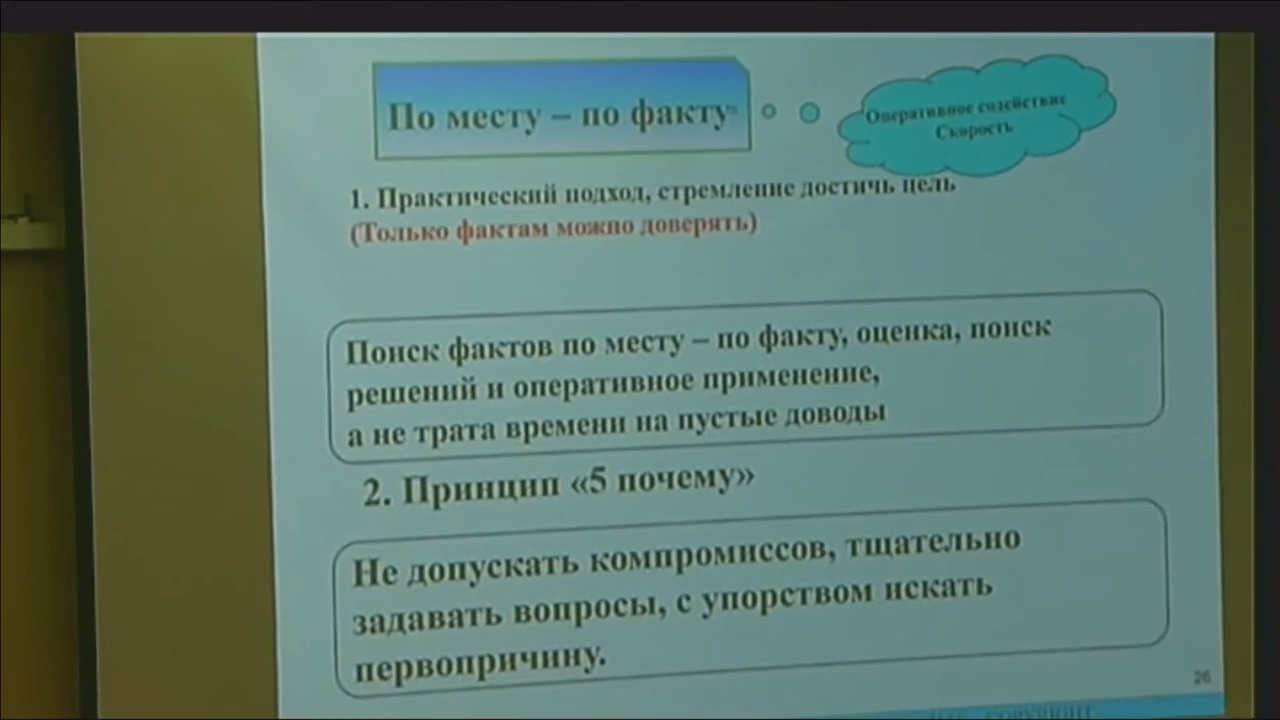 По месту – по факту
Оперативное содействие
Скорость
1. Практический подход, стремление достичь цель
(Только фактам можно доверять)
Поиск фактов по месту – по факту, оценка, поиск
решений и оперативное применение,
а не трата времени на пустые доводы
2. Принцип «5 почему»
Не допускать компромиссов, тщательно
задавать вопросы, с упорством искать
первопричину.
26
COPYRIGHT